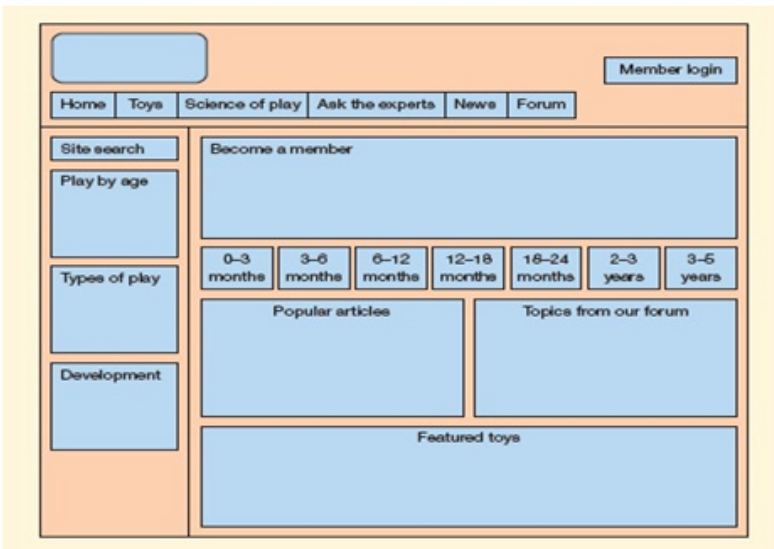 Member login
Home Toys Science of play Ask the experts News Forum
Site search
Play by age
Types of play
Development
Become a member
0–3 months
3–6 months
6–12 months
12–18 months
18–24 months
2–3 years
3–5 years
Popular articles
Topics from our forum
Featured toys